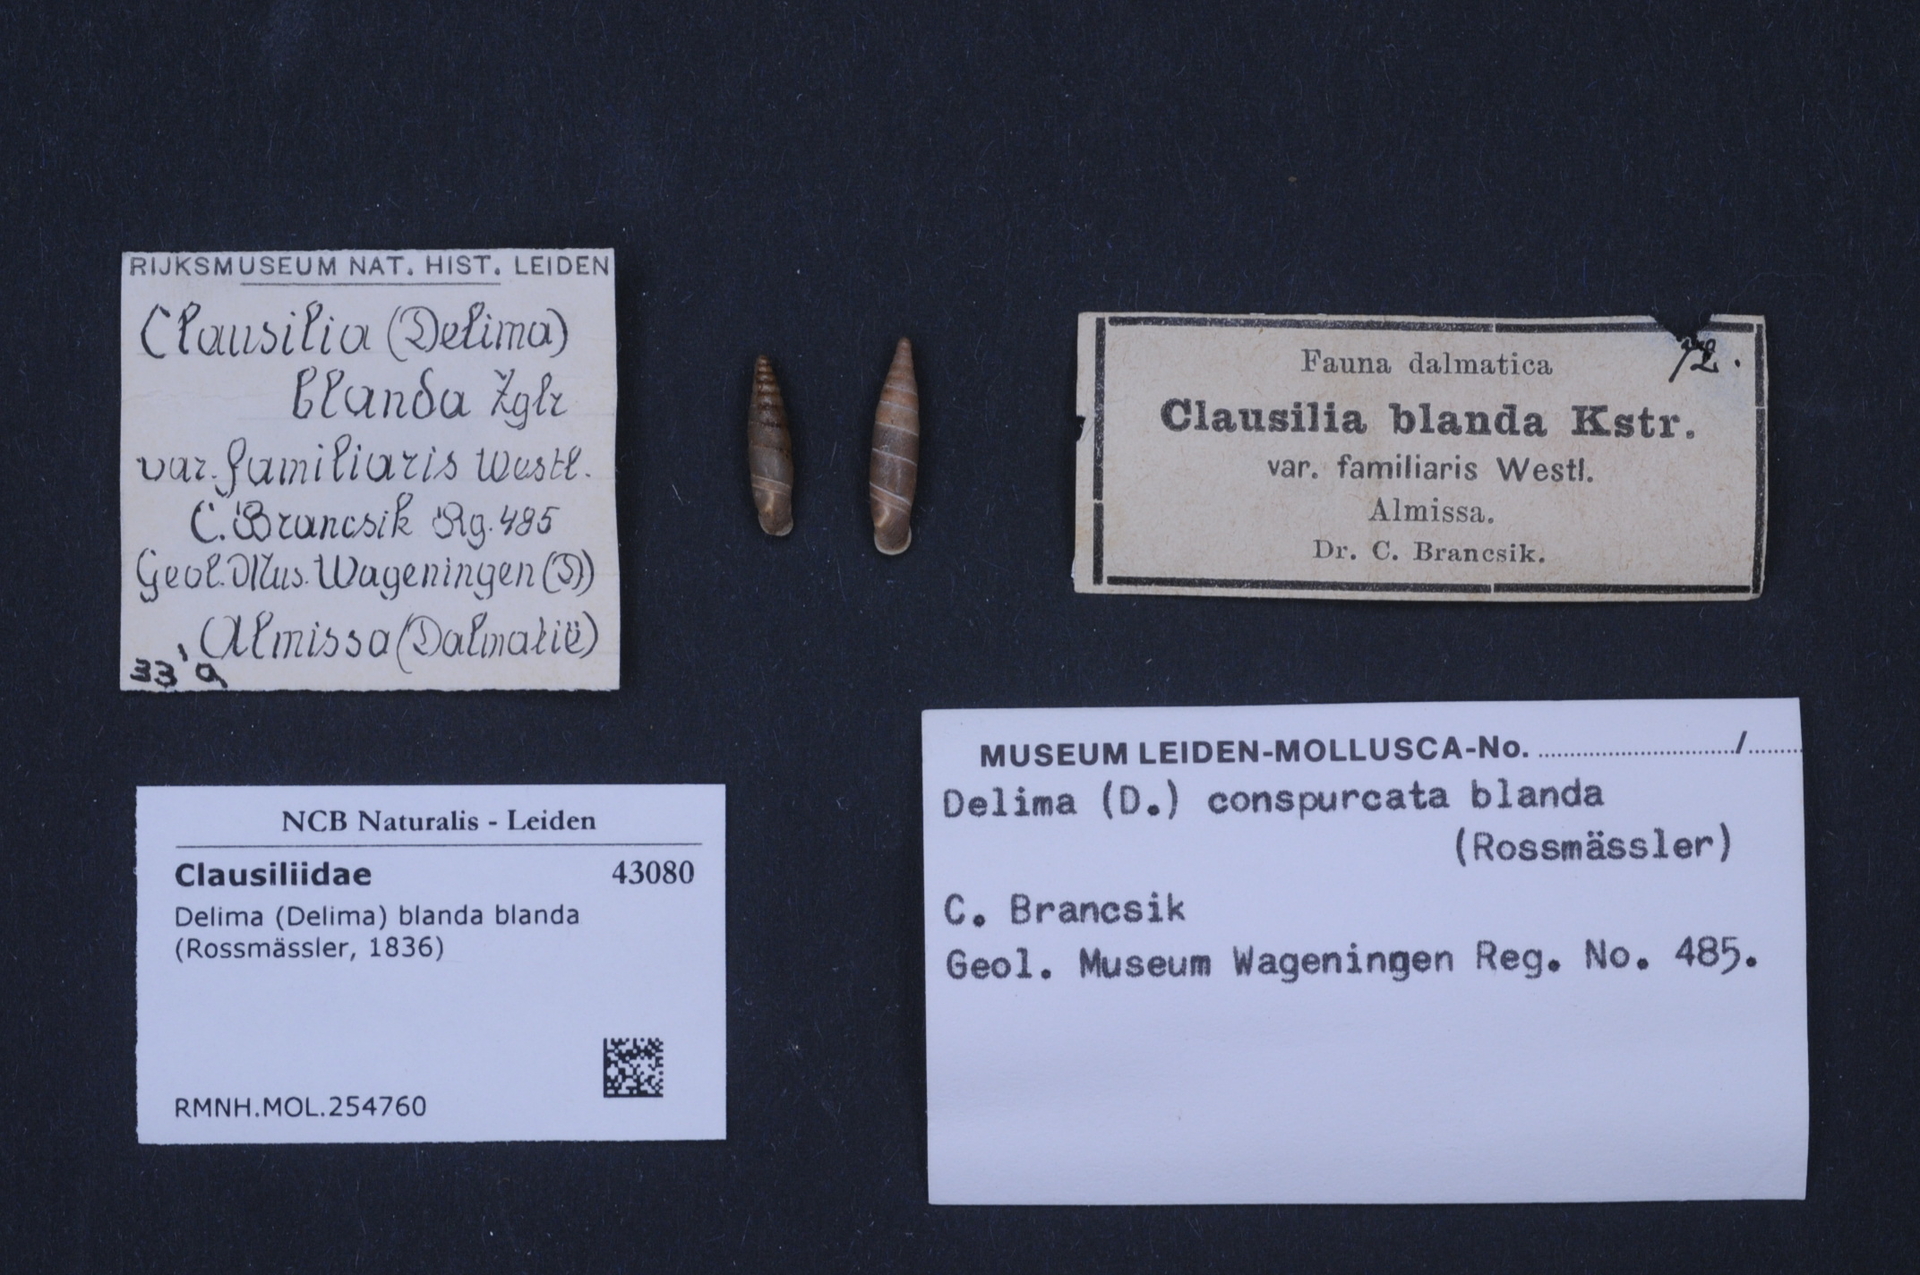 RIJKSMUSEUM NAT. HIST. LEIDEN
Clausilia (Delima)
blanda Zglr
var. familiaris Westl.
C. Brancsik Rg. 485
Geol. Mus. Wageningen (D)
Almissa (Dalmatië)
33
Fauna dalmatica
72.
Clausilia blanda Kstr.
var. familiaris Westl.
Almissa.
Dr. C. Brancsik.
NCB Naturalis - Leiden
Clausiliidae 43080
Delima (Delima) blanda blanda
(Rossmässler, 1836)
RMNH.MOL.254760
MUSEUM LEIDEN-MOLLUSCA-No. ............................/........
Delima (D.) conspurcata blanda
(Rossmässler)
C. Brancsik
Geol. Museum Wageningen Reg. No. 485.